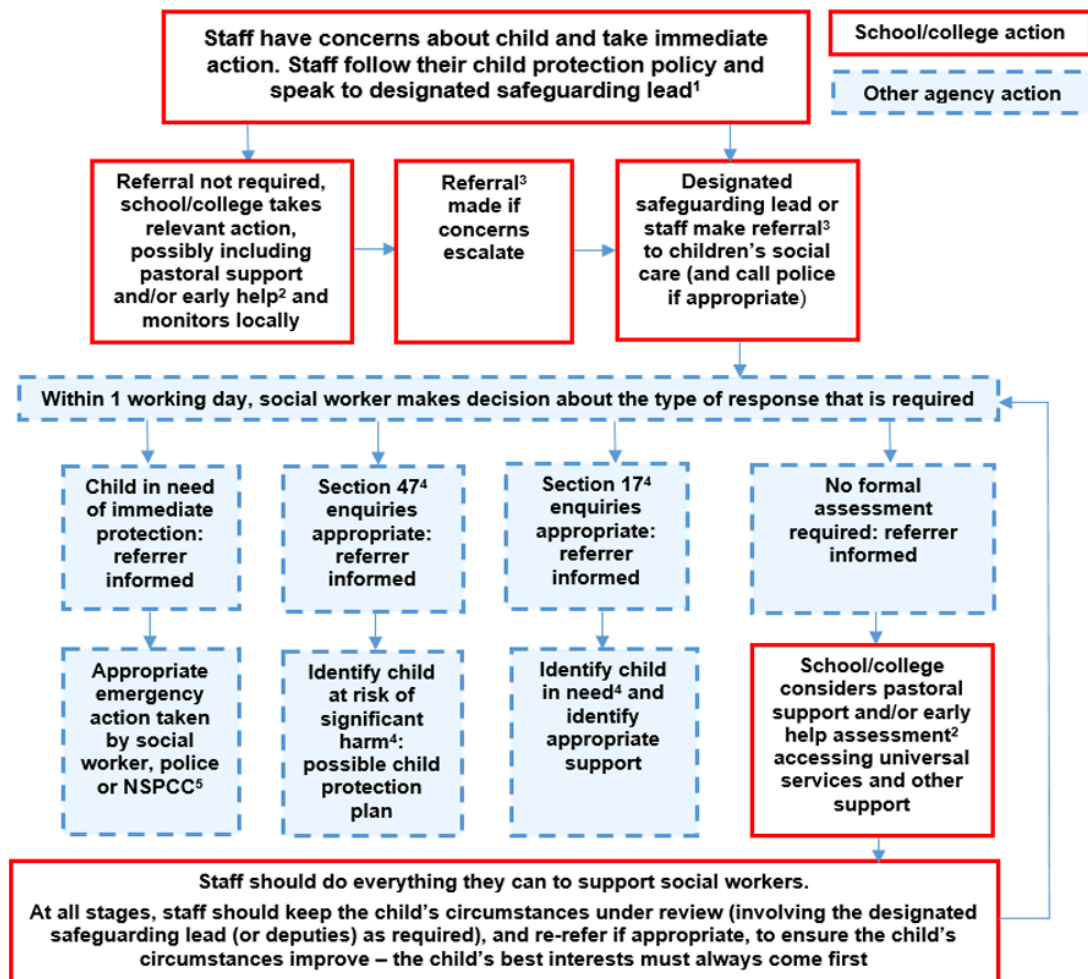 Staff have concerns about child and take immediate
action. Staff follow their child protection policy and
speak to designated safeguarding lead¹
School/college action
Other agency action
Referral not required,
school/college takes
relevant action,
possibly including
pastoral support
and/or early help² and
monitors locally
Referral³
made if
concerns
escalate
Designated
safeguarding lead or
staff make referral³
to children’s social
care (and call police
if appropriate)
Within 1 working day, social worker makes decision about the type of response that is required
Child in need
of immediate
protection:
referrer
informed
Section 47⁴
enquiries
appropriate:
referrer
informed
Section 17⁴
enquiries
appropriate:
referrer
informed
No formal
assessment
required: referrer
informed
Appropriate
emergency
action taken
by social
worker, police
or NSPCC⁵
Identify child
at risk of
significant
harm⁴:
possible child
protection
plan
Identify child
in need⁴ and
identify
appropriate
support
School/college
considers pastoral
support and/or early
help assessment²
accessing universal
services and other
support
Staff should do everything they can to support social workers.
At all stages, staff should keep the child’s circumstances under review (involving the designated
safeguarding lead (or deputies) as required), and re-refer if appropriate, to ensure the child’s
circumstances improve – the child’s best interests must always come first